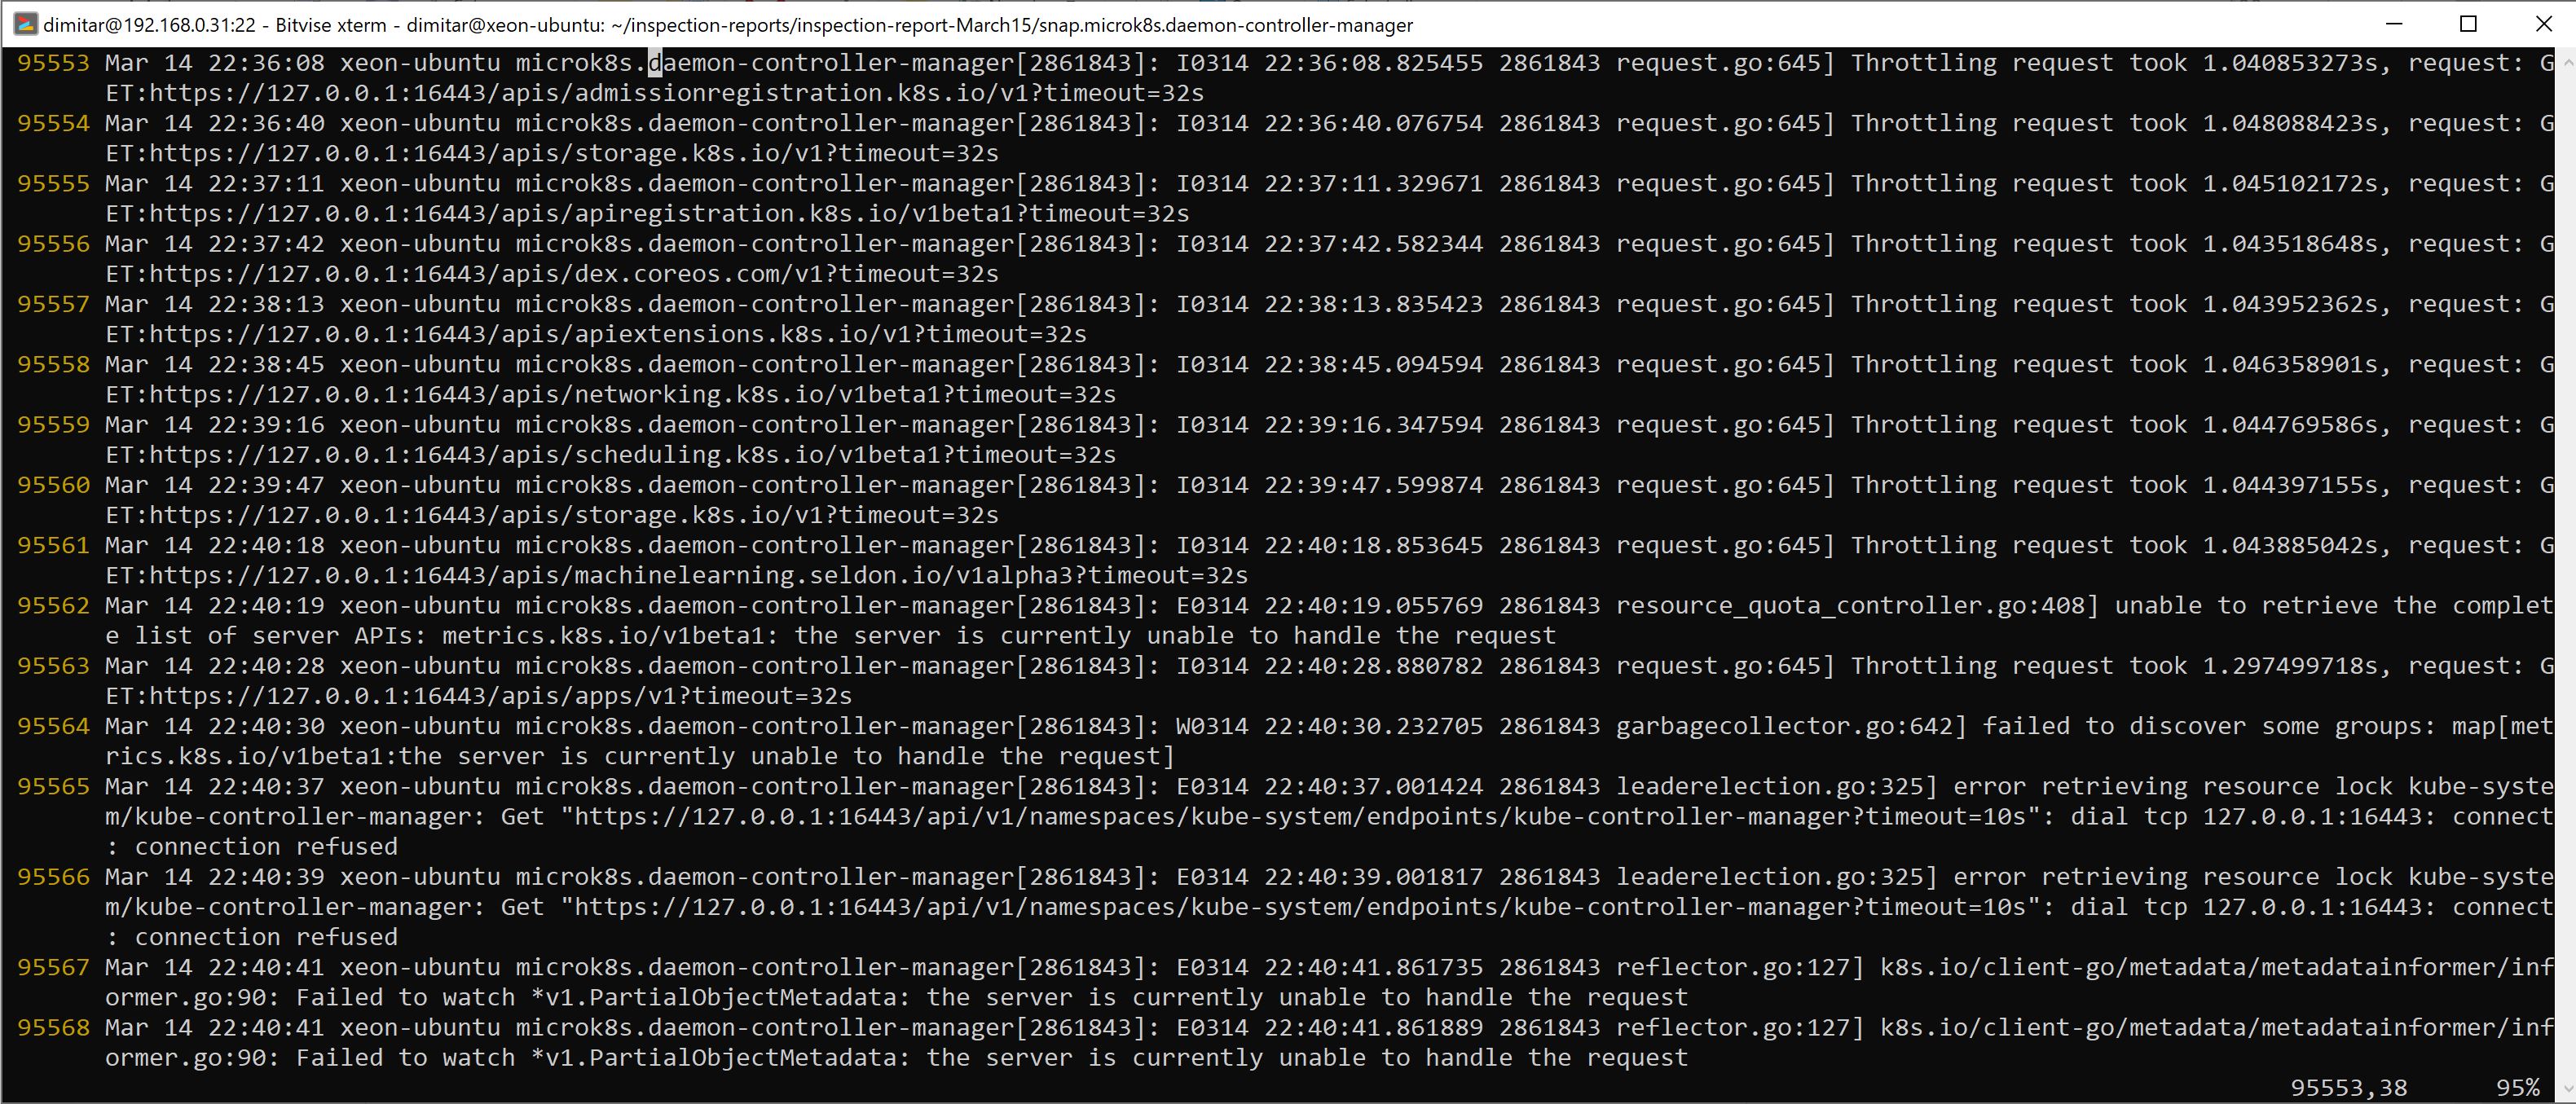 dimitar@192.168.0.31:22 - Bitvise xterm - dimitar@xeon-ubuntu: ~/inspection-reports/inspection-report-March15/snap.microk8s.daemon-controller-manager
95553 Mar 14 22:36:08 xeon-ubuntu microk8s.daemon-controller-manager[2861843]: I0314 22:36:08.825455 2861843 request.go:645] Throttling request took 1.040853273s, request: G
ET:https://127.0.0.1:16443/apis/admissionregistration.k8s.io/v1?timeout=32s
95554 Mar 14 22:36:40 xeon-ubuntu microk8s.daemon-controller-manager[2861843]: I0314 22:36:40.076754 2861843 request.go:645] Throttling request took 1.048088423s, request: G
ET:https://127.0.0.1:16443/apis/storage.k8s.io/v1?timeout=32s
95555 Mar 14 22:37:11 xeon-ubuntu microk8s.daemon-controller-manager[2861843]: I0314 22:37:11.329671 2861843 request.go:645] Throttling request took 1.045102172s, request: G
ET:https://127.0.0.1:16443/apis/apiregistration.k8s.io/v1beta1?timeout=32s
95556 Mar 14 22:37:42 xeon-ubuntu microk8s.daemon-controller-manager[2861843]: I0314 22:37:42.582344 2861843 request.go:645] Throttling request took 1.043518648s, request: G
ET:https://127.0.0.1:16443/apis/dex.coreos.com/v1?timeout=32s
95557 Mar 14 22:38:13 xeon-ubuntu microk8s.daemon-controller-manager[2861843]: I0314 22:38:13.835423 2861843 request.go:645] Throttling request took 1.043952362s, request: G
ET:https://127.0.0.1:16443/apis/apiextensions.k8s.io/v1?timeout=32s
95558 Mar 14 22:38:45 xeon-ubuntu microk8s.daemon-controller-manager[2861843]: I0314 22:38:45.094594 2861843 request.go:645] Throttling request took 1.046358901s, request: G
ET:https://127.0.0.1:16443/apis/networking.k8s.io/v1beta1?timeout=32s
95559 Mar 14 22:39:16 xeon-ubuntu microk8s.daemon-controller-manager[2861843]: I0314 22:39:16.347594 2861843 request.go:645] Throttling request took 1.044769586s, request: G
ET:https://127.0.0.1:16443/apis/scheduling.k8s.io/v1beta1?timeout=32s
95560 Mar 14 22:39:47 xeon-ubuntu microk8s.daemon-controller-manager[2861843]: I0314 22:39:47.599874 2861843 request.go:645] Throttling request took 1.044397155s, request: G
ET:https://127.0.0.1:16443/apis/storage.k8s.io/v1?timeout=32s
95561 Mar 14 22:40:18 xeon-ubuntu microk8s.daemon-controller-manager[2861843]: I0314 22:40:18.853645 2861843 request.go:645] Throttling request took 1.043885042s, request: G
ET:https://127.0.0.1:16443/apis/machinelearning.seldon.io/v1alpha3?timeout=32s
95562 Mar 14 22:40:19 xeon-ubuntu microk8s.daemon-controller-manager[2861843]: E0314 22:40:19.055769 2861843 resource_quota_controller.go:408] unable to retrieve the complet
e list of server APIs: metrics.k8s.io/v1beta1: the server is currently unable to handle the request
95563 Mar 14 22:40:28 xeon-ubuntu microk8s.daemon-controller-manager[2861843]: I0314 22:40:28.880782 2861843 request.go:645] Throttling request took 1.297499718s, request: G
ET:https://127.0.0.1:16443/apis/apps/v1?timeout=32s
95564 Mar 14 22:40:30 xeon-ubuntu microk8s.daemon-controller-manager[2861843]: W0314 22:40:30.232705 2861843 garbagecollector.go:642] failed to discover some groups: map[met
rics.k8s.io/v1beta1:the server is currently unable to handle the request]
95565 Mar 14 22:40:37 xeon-ubuntu microk8s.daemon-controller-manager[2861843]: E0314 22:40:37.001424 2861843 leaderelection.go:325] error retrieving resource lock kube-syste
m/kube-controller-manager: Get "https://127.0.0.1:16443/api/v1/namespaces/kube-system/endpoints/kube-controller-manager?timeout=10s": dial tcp 127.0.0.1:16443: connect
: connection refused
95566 Mar 14 22:40:39 xeon-ubuntu microk8s.daemon-controller-manager[2861843]: E0314 22:40:39.001817 2861843 leaderelection.go:325] error retrieving resource lock kube-syste
m/kube-controller-manager: Get "https://127.0.0.1:16443/api/v1/namespaces/kube-system/endpoints/kube-controller-manager?timeout=10s": dial tcp 127.0.0.1:16443: connect
: connection refused
95567 Mar 14 22:40:41 xeon-ubuntu microk8s.daemon-controller-manager[2861843]: E0314 22:40:41.861735 2861843 reflector.go:127] k8s.io/client-go/metadata/metadatainformer/inf
ormer.go:90: Failed to watch *v1.PartialObjectMetadata: the server is currently unable to handle the request
95568 Mar 14 22:40:41 xeon-ubuntu microk8s.daemon-controller-manager[2861843]: E0314 22:40:41.861889 2861843 reflector.go:127] k8s.io/client-go/metadata/metadatainformer/inf
ormer.go:90: Failed to watch *v1.PartialObjectMetadata: the server is currently unable to handle the request
95553,38 95%